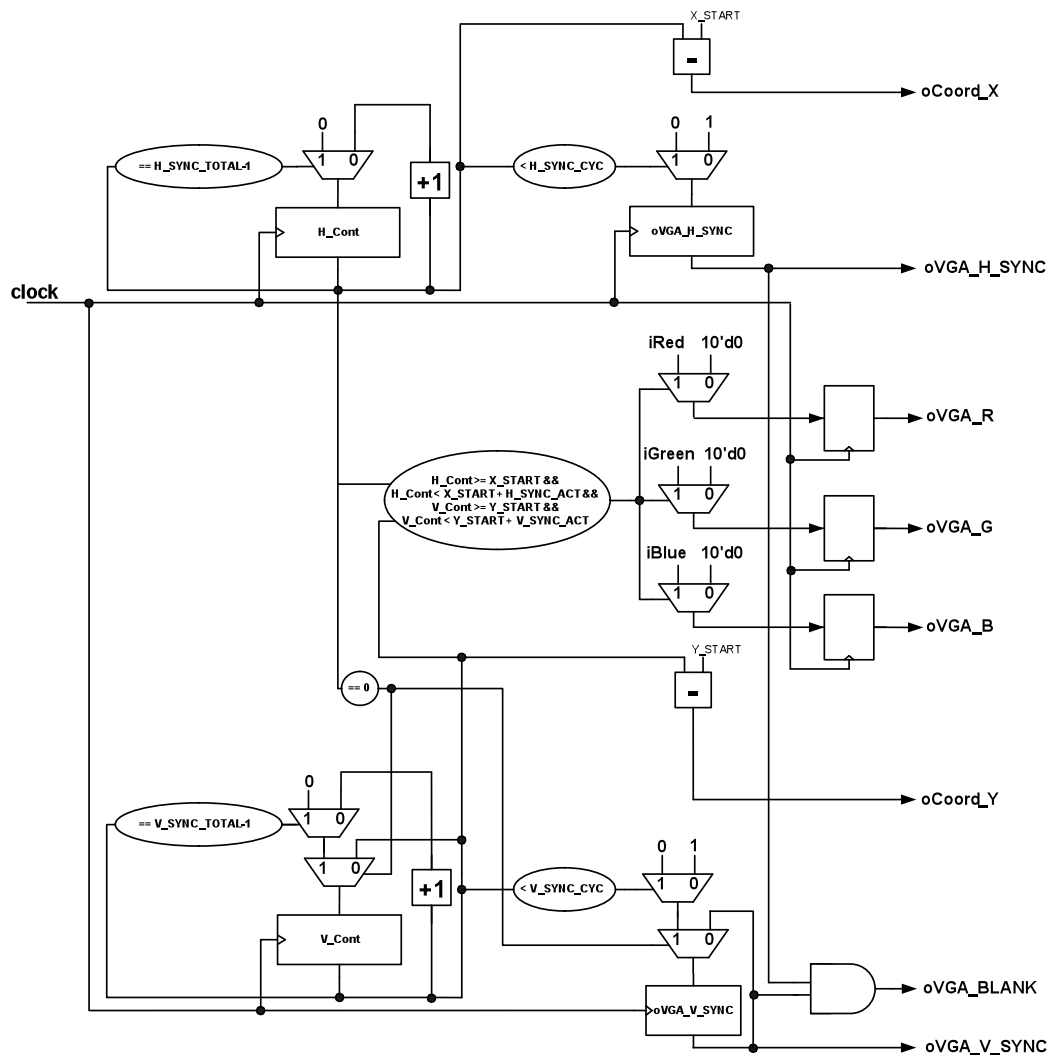 X_START
-
oCoord_X
0
1 0
== H_SYNC_TOTAL-1
+1
H_Cont
0 1
1 0
< H_SYNC_CYC
oVGA_H_SYNC
oVGA_H_SYNC
clock
iRed 10'd0
1 0
oVGA_R
iGreen 10'd0
1 0
oVGA_G
H_Cont>= X_START &&
H_Cont< X_START+ H_SYNC_ACT&&
V_Cont>= Y_START &&
V_Cont< Y_START+ V_SYNC_ACT
iBlue 10'd0
1 0
oVGA_B
Y_START
-
== 0
oCoord_Y
0
1 0
== V_SYNC_TOTAL-1
1 0
+1
V_Cont
0 1
1 0
< V_SYNC_CYC
1 0
oVGA_V_SYNC
oVGA_BLANK
oVGA_V_SYNC